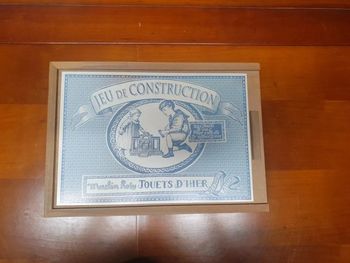 JEU DE CONSTRUCTION
Moulin Roty JOUETS D'HIER